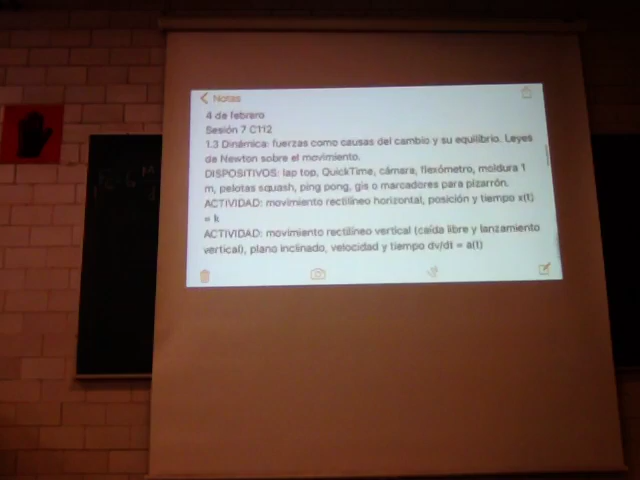 Notas
4 de febrero
Sesión 7 C112
1.3 Dinámica: fuerzas como causas del cambio y su equilibrio. Leyes
de Newton sobre el movimiento.
DISPOSITIVOS: lap top, QuickTime, cámara, flexómetro, moldura 1
m, pelotas squash, ping pong, gis o marcadores para pizarrón.
ACTIVIDAD: movimiento rectilíneo horizontal, posición y tiempo x(t)
= k
ACTIVIDAD: movimiento rectilíneo vertical (caída libre y lanzamiento
vertical), plano inclinado, velocidad y tiempo dv/dt = a(t)